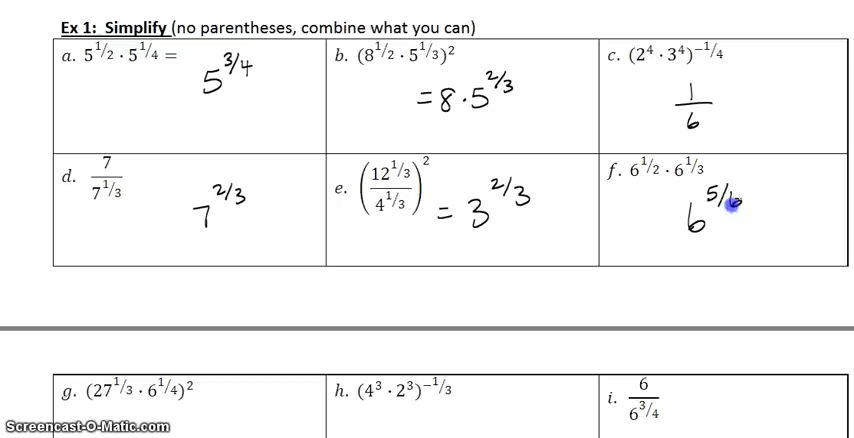 Ex 1: Simplify (no parentheses, combine what you can)
a. 5^{1/2} · 5^{1/4} =
5^{3/4}
b. (8^{1/2} · 5^{1/3})^2
= 8 · 5^{2/3}
c. (2^4 · 3^4)^{-1/4}
1/6
d. 7/7^{1/3}
7^{2/3}
e. (12^{1/3}/4^{1/3})^2
= 3^{2/3}
f. 6^{1/2} · 6^{1/3}
6^{5/6}
g. (27^{1/3} · 6^{1/4})^2
h. (4^3 · 2^3)^{-1/3}
i. 6/6^{3/4}
Screencast-O-Matic.com